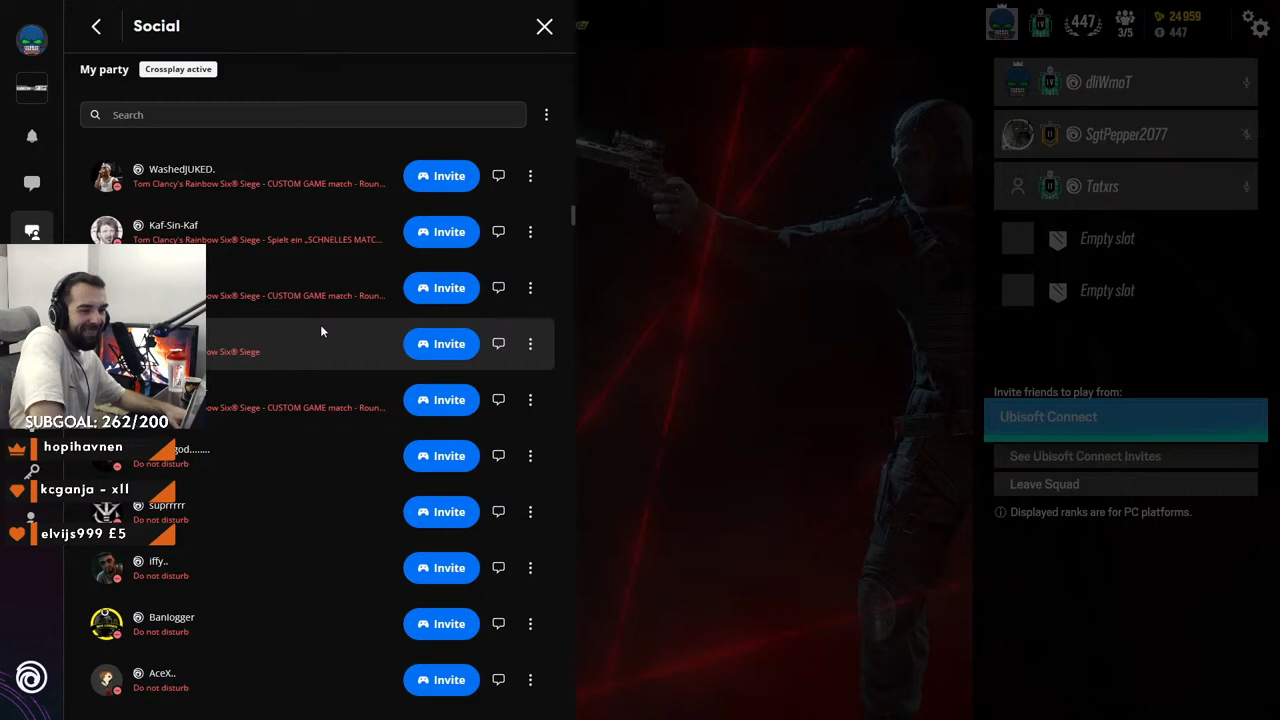 Social
My party
Crossplay active
Search
WashedJUKED.
Tom Clancy's Rainbow Six® Siege - CUSTOM GAME match - Roun...
Invite
Kaf-Sin-Kaf
Tom Clancy's Rainbow Six® Siege - Spielt ein „SCHNELLES MATC...
Invite
Six® Siege - CUSTOM GAME match - Roun...
Invite
Six® Siege
Invite
Six® Siege - CUSTOM GAME match - Roun...
Invite
god........
Do not disturb
Invite
suprrrrr
Do not disturb
Invite
iffy..
Do not disturb
Invite
Do not disturb
Invite
AceX..
Do not disturb
Invite
SUBGOAL: 262/200
hopihavnen
kcganja - x11
elvijs999 £5
447
3/5
24 959
447
dliWmoT
SgtPepper2077
Tatxrs
Empty slot
Empty slot
Invite friends to play from:
Ubisoft Connect
See Ubisoft Connect Invites
Leave Squad
Displayed ranks are for PC platforms.